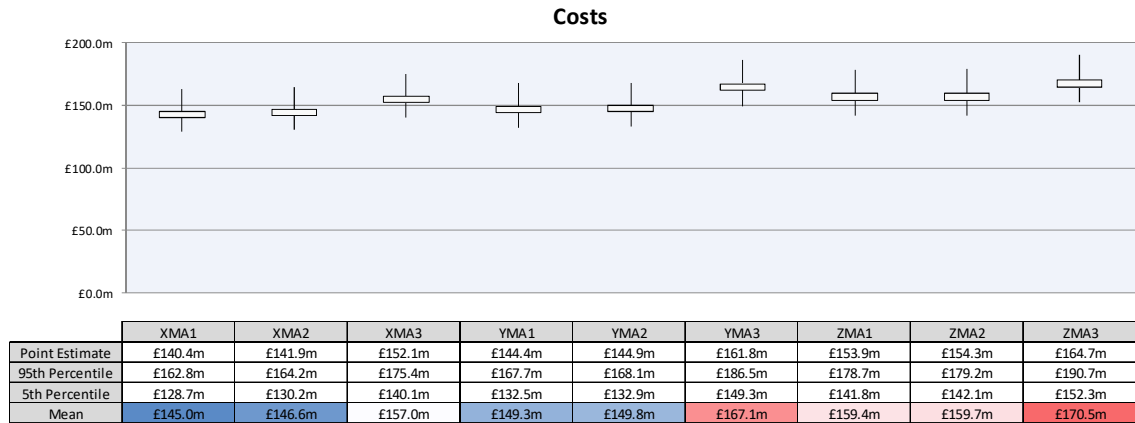 Costs
£200.0m
£150.0m
£100.0m
£50.0m
£0.0m
XMA1 XMA2 XMA3 YMA1 YMA2 YMA3 ZMA1 ZMA2 ZMA3
Point Estimate £140.4m £141.9m £152.1m £144.4m £144.9m £161.8m £153.9m £154.3m £164.7m
95th Percentile £162.8m £164.2m £175.4m £167.7m £168.1m £186.5m £178.7m £179.2m £190.7m
5th Percentile £128.7m £130.2m £140.1m £132.5m £132.9m £149.3m £141.8m £142.1m £152.3m
Mean £145.0m £146.6m £157.0m £149.3m £149.8m £167.1m £159.4m £159.7m £170.5m